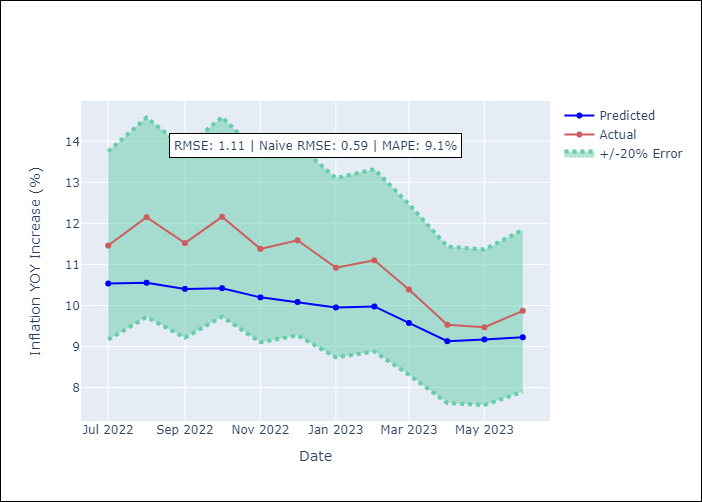 RMSE: 1.11 | Naive RMSE: 0.59 | MAPE: 9.1%
Predicted
Actual
+/-20% Error
Inflation YOY Increase (%)
14
13
12
11
10
9
8
Jul 2022
Sep 2022
Nov 2022
Jan 2023
Mar 2023
May 2023
Date